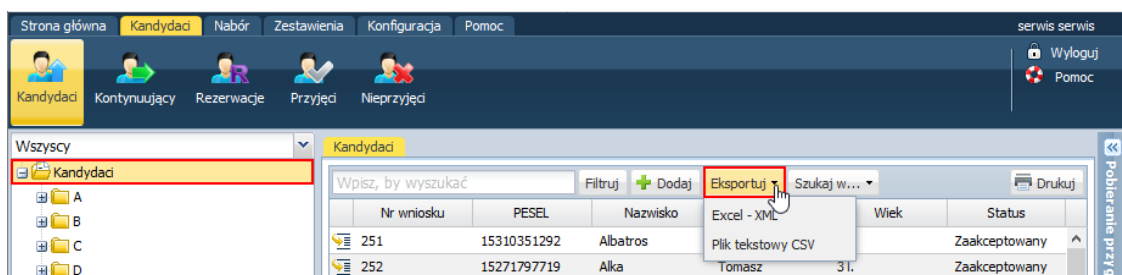 Strona główna Kandydaci Nabór Zestawienia Konfiguracja Pomoc serwis serwis
Wyloguj
Pomoc
Kandydaci Kontynuujący Rezerwacje Przyjęci Nieprzyjęci
Wszyscy Kandydaci
Kandydaci
Wpisz, by wyszukać Filtruj Dodaj Eksportuj Szukaj w... Drukuj
A
Nr wniosku PESEL Nazwisko Excel - XML Wiek Status
B
C 251 15310351292 Albatros Plik tekstowy CSV Zaakceptowany
D 252 15271797719 Alka Tomasz 3 l. Zaakceptowany
Pobieranie